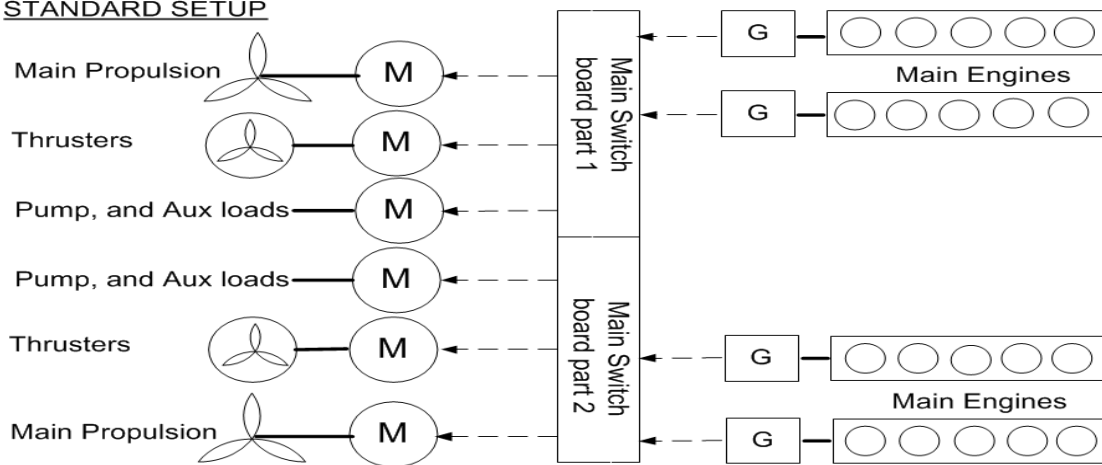 STANDARD SETUP
Main Propulsion
M
Thrusters
M
Pump, and Aux loads
M
Pump, and Aux loads
M
Thrusters
M
Main Propulsion
M
Main Switch
board part 1
Main Switch
board part 2
G
Main Engines
G
G
Main Engines
G